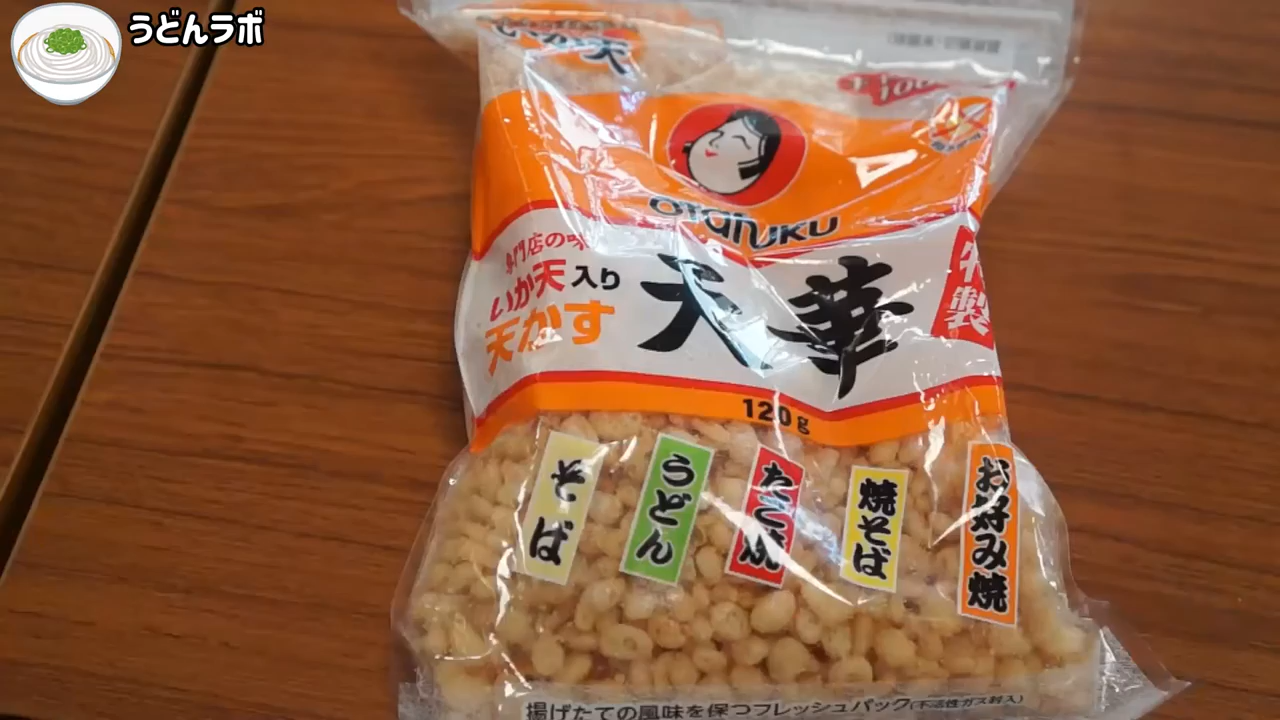 うどんラボ
いか天
otafuku
専門店の味
いか天入り
天かす
天華
特製
120g
そば
うどん
たこ焼
焼そば
お好み焼
揚げたての風味を保つフレッシュパック(不活性ガス封入)